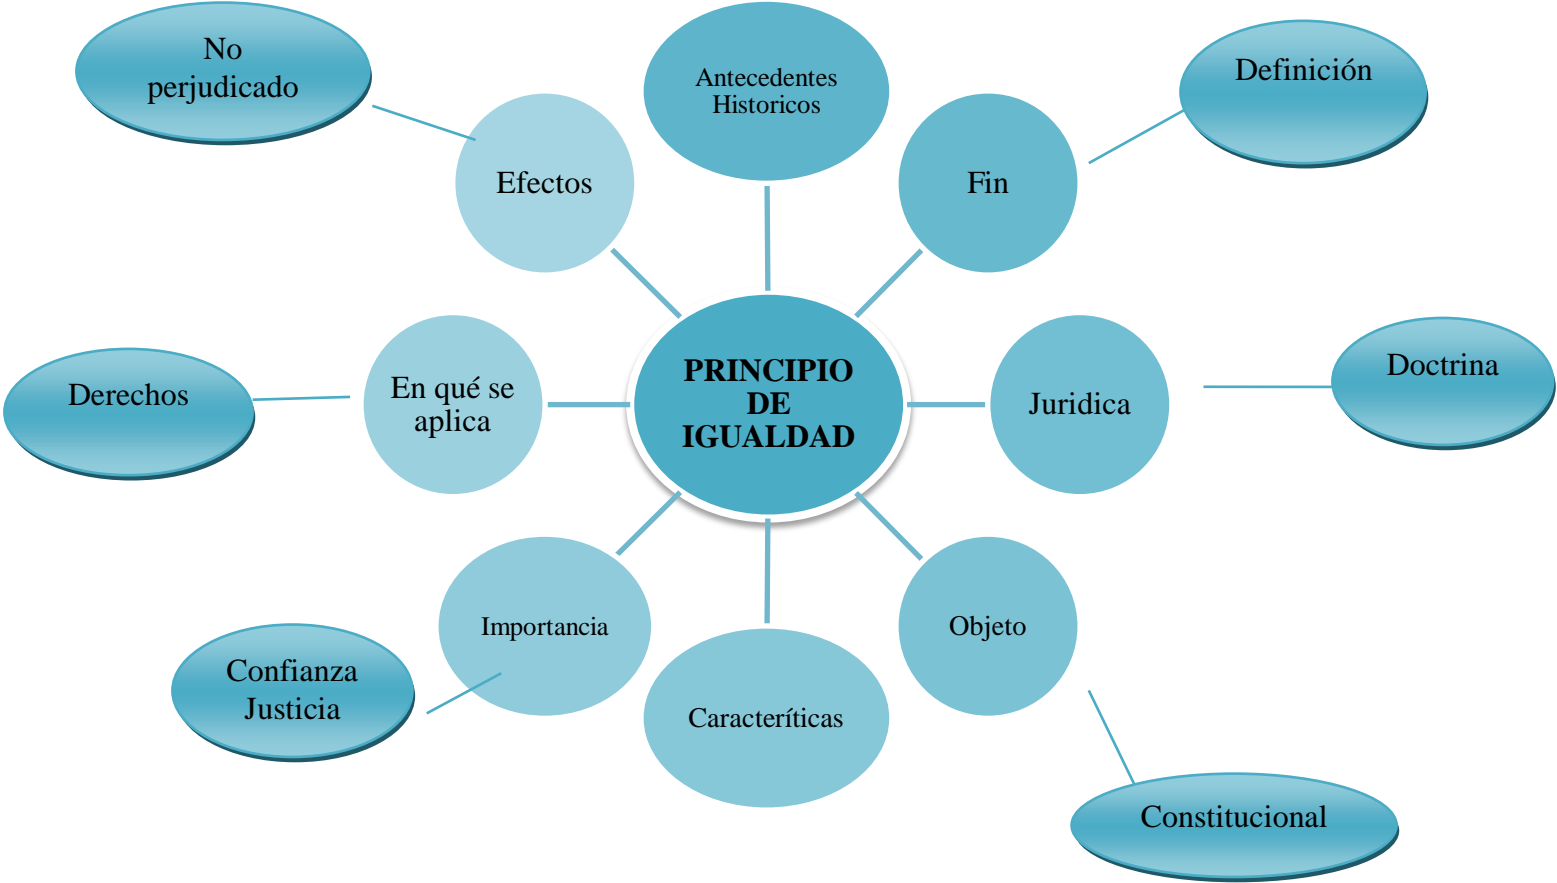 No
perjudicado
Antecedentes
Historicos
Definición
Efectos
Fin
PRINCIPIO
DE
IGUALDAD
Derechos
En qué se
aplica
Juridica
Doctrina
Importancia
Objeto
Confianza
Justicia
Caracteríticas
Constitucional